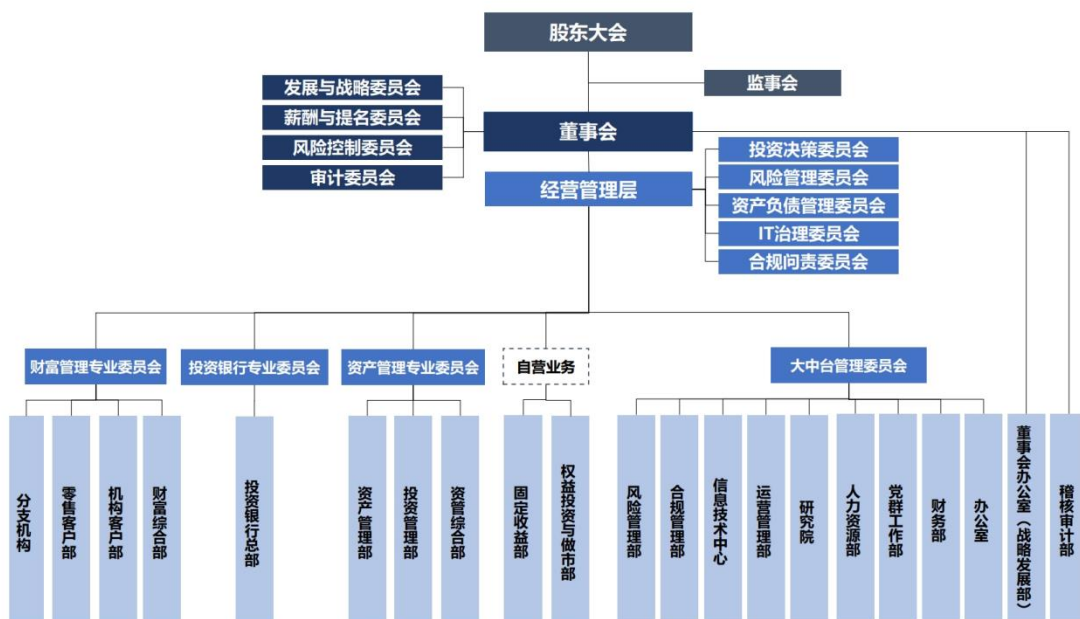 股东大会
监事会
发展与战略委员会
薪酬与提名委员会
风险控制委员会
审计委员会
董事会
经营管理层
投资决策委员会
风险管理委员会
资产负债管理委员会
IT治理委员会
合规问责委员会
财富管理专业委员会
投资银行专业委员会
资产管理专业委员会
自营业务
大中台管理委员会
分支机构
零售客户部
机构客户部
财富综合部
投资银行总部
资产管理部
投资管理部
资管综合部
固定收益部
权益投资与做市部
风险管理部
合规管理部
信息技术中心
运营管理部
研究院
人力资源部
党群工作部
财务部
办公室
董事会办公室（战略发展部）
稽核审计部